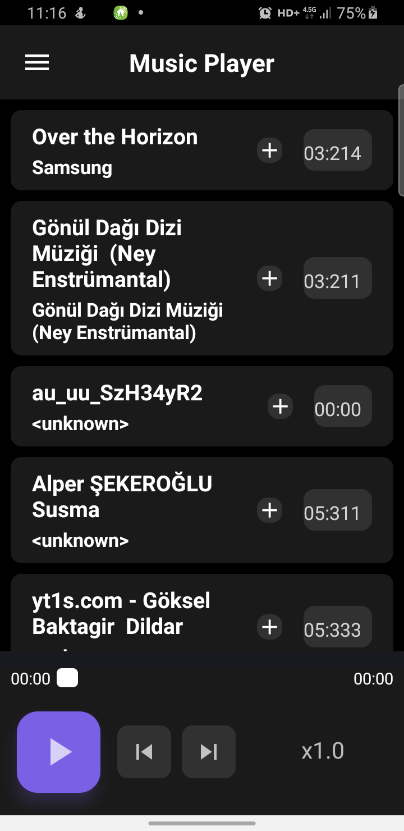 11:16 HD+ 4.5G 75%
Music Player
Over the Horizon
Samsung
03:214
Gönül Dağı Dizi
Müziği (Ney
Enstrümantal)
Gönül Dağı Dizi Müziği
(Ney Enstrümantal)
03:211
au_uu_SzH34yR2
<unknown>
00:00
Alper ŞEKEROĞLU
Susma
<unknown>
05:311
yt1s.com - Göksel
Baktagir Dildar
05:333
00:00 00:00
x1.0